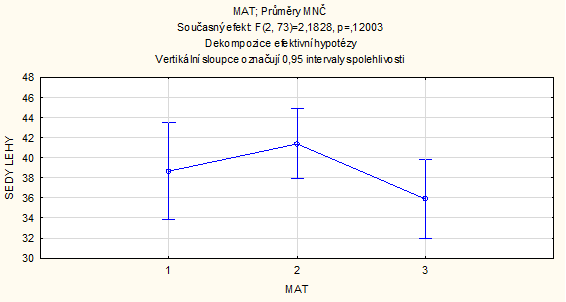 MAT; Průměry MNČ
Současný efekt: F(2, 73)=2,1828, p=,12003
Dekompozice efektivní hypotézy
Vertikální sloupce označují 0,95 intervaly spolehlivosti
48
46
44
42
40
38
36
34
32
30
SEDY LEHY
1 2 3
MAT